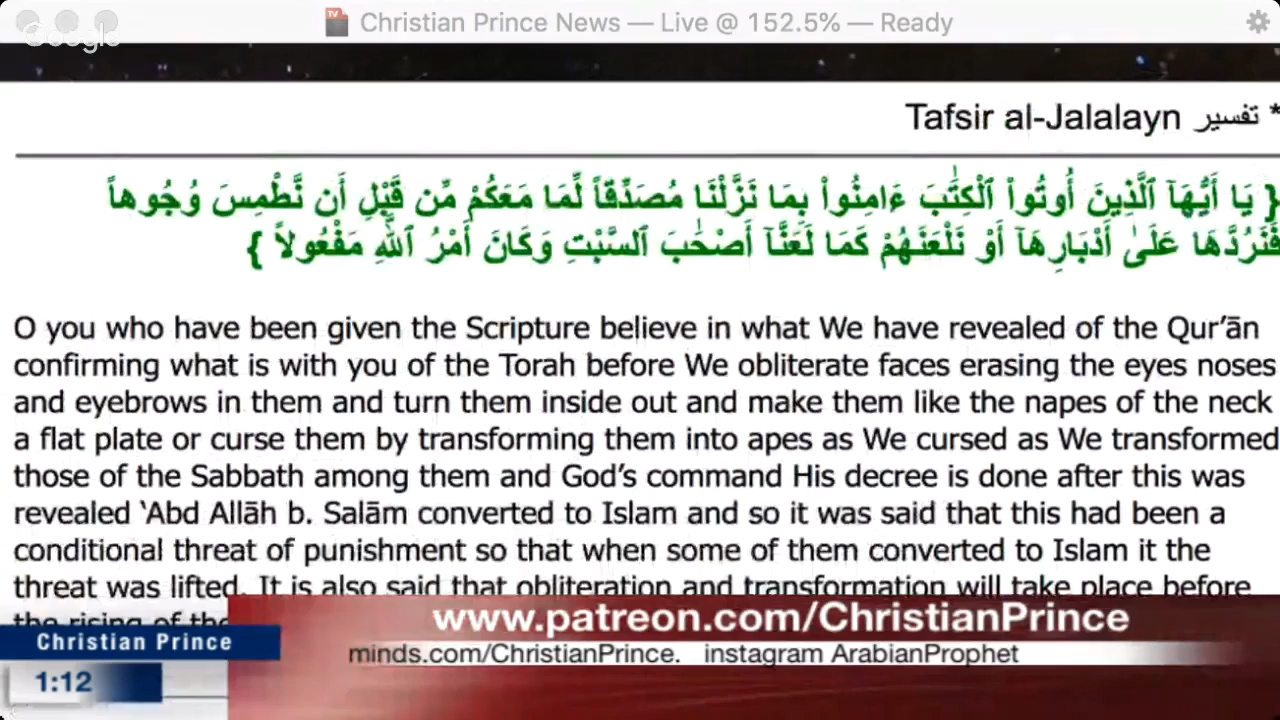 Christian Prince News — Live @ 152.5% — Ready
Google
* تفسير Tafsir al-Jalalayn
{ يَا أَيُّهَآ ٱلَّذِينَ أُوتُواْ ٱلْكِتَٰبَ ءَامِنُواْ بِمَا نَزَّلْنَا مُصَدِّقاً لِّمَا مَعَكُمْ مِّن قَبْلِ أَن نَّطْمِسَ وُجُوهاً
فَنَرُدَّهَا عَلَىٰ أَدْبَارِهَآ أَوْ نَلْعَنَهُمْ كَمَا لَعَنَّآ أَصْحَٰبَ ٱلسَّبْتِ وَكَانَ أَمْرُ ٱللَّهِ مَفْعُولاً }
O you who have been given the Scripture believe in what We have revealed of the Qur’ān
confirming what is with you of the Torah before We obliterate faces erasing the eyes noses
and eyebrows in them and turn them inside out and make them like the napes of the neck
a flat plate or curse them by transforming them into apes as We cursed as We transformed
those of the Sabbath among them and God’s command His decree is done after this was
revealed ‘Abd Allāh b. Salām converted to Islam and so it was said that this had been a
conditional threat of punishment so that when some of them converted to Islam it the
threat was lifted. It is also said that obliteration and transformation will take place before
the rising of the
www.patreon.com/ChristianPrince
Christian Prince
minds.com/ChristianPrince. instagram ArabianProphet
1:12